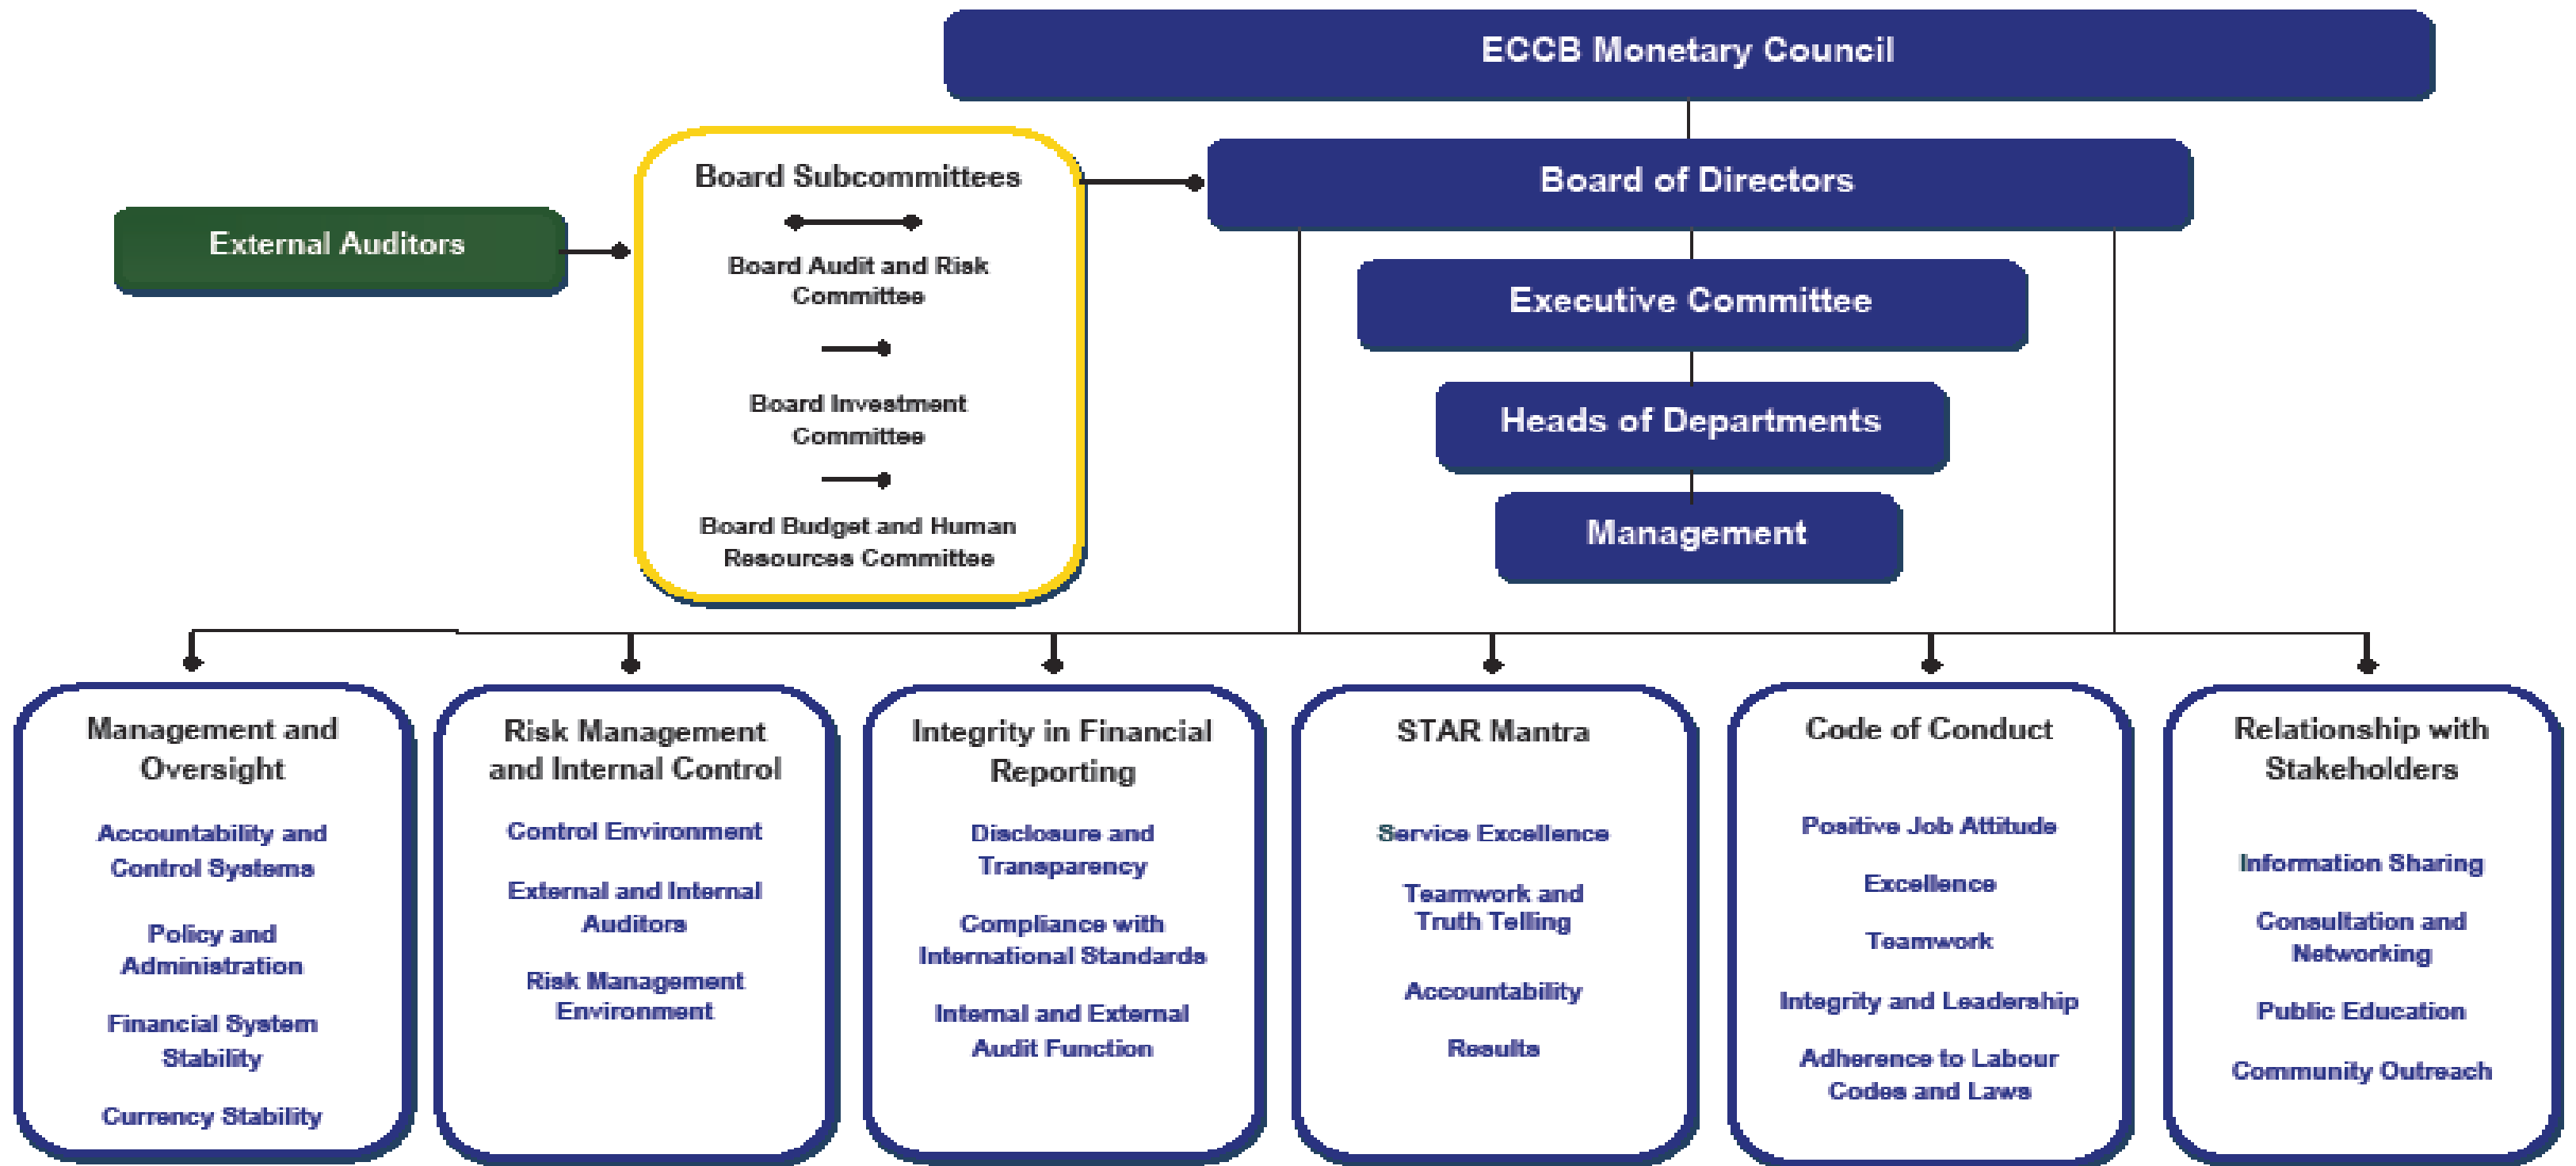 ECCB Monetary Council
Board Subcommittees
Board of Directors
External Auditors
Board Audit and Risk
Committee
Executive Committee
Board Investment
Committee
Heads of Departments
Board Budget and Human
Resources Committee
Management
Management and
Oversight
Accountability and
Control Systems
Policy and
Administration
Financial System
Stability
Currency Stability
Risk Management
and Internal Control
Control Environment
External and Internal
Auditors
Risk Management
Environment
Integrity in Financial
Reporting
Disclosure and
Transparency
Compliance with
International Standards
Internal and External
Audit Function
STAR Mantra
Service Excellence
Teamwork and
Truth Telling
Accountability
Results
Code of Conduct
Positive Job Attitude
Excellence
Teamwork
Integrity and Leadership
Adherence to Labour
Codes and Laws
Relationship with
Stakeholders
Information Sharing
Consultation and
Networking
Public Education
Community Outreach